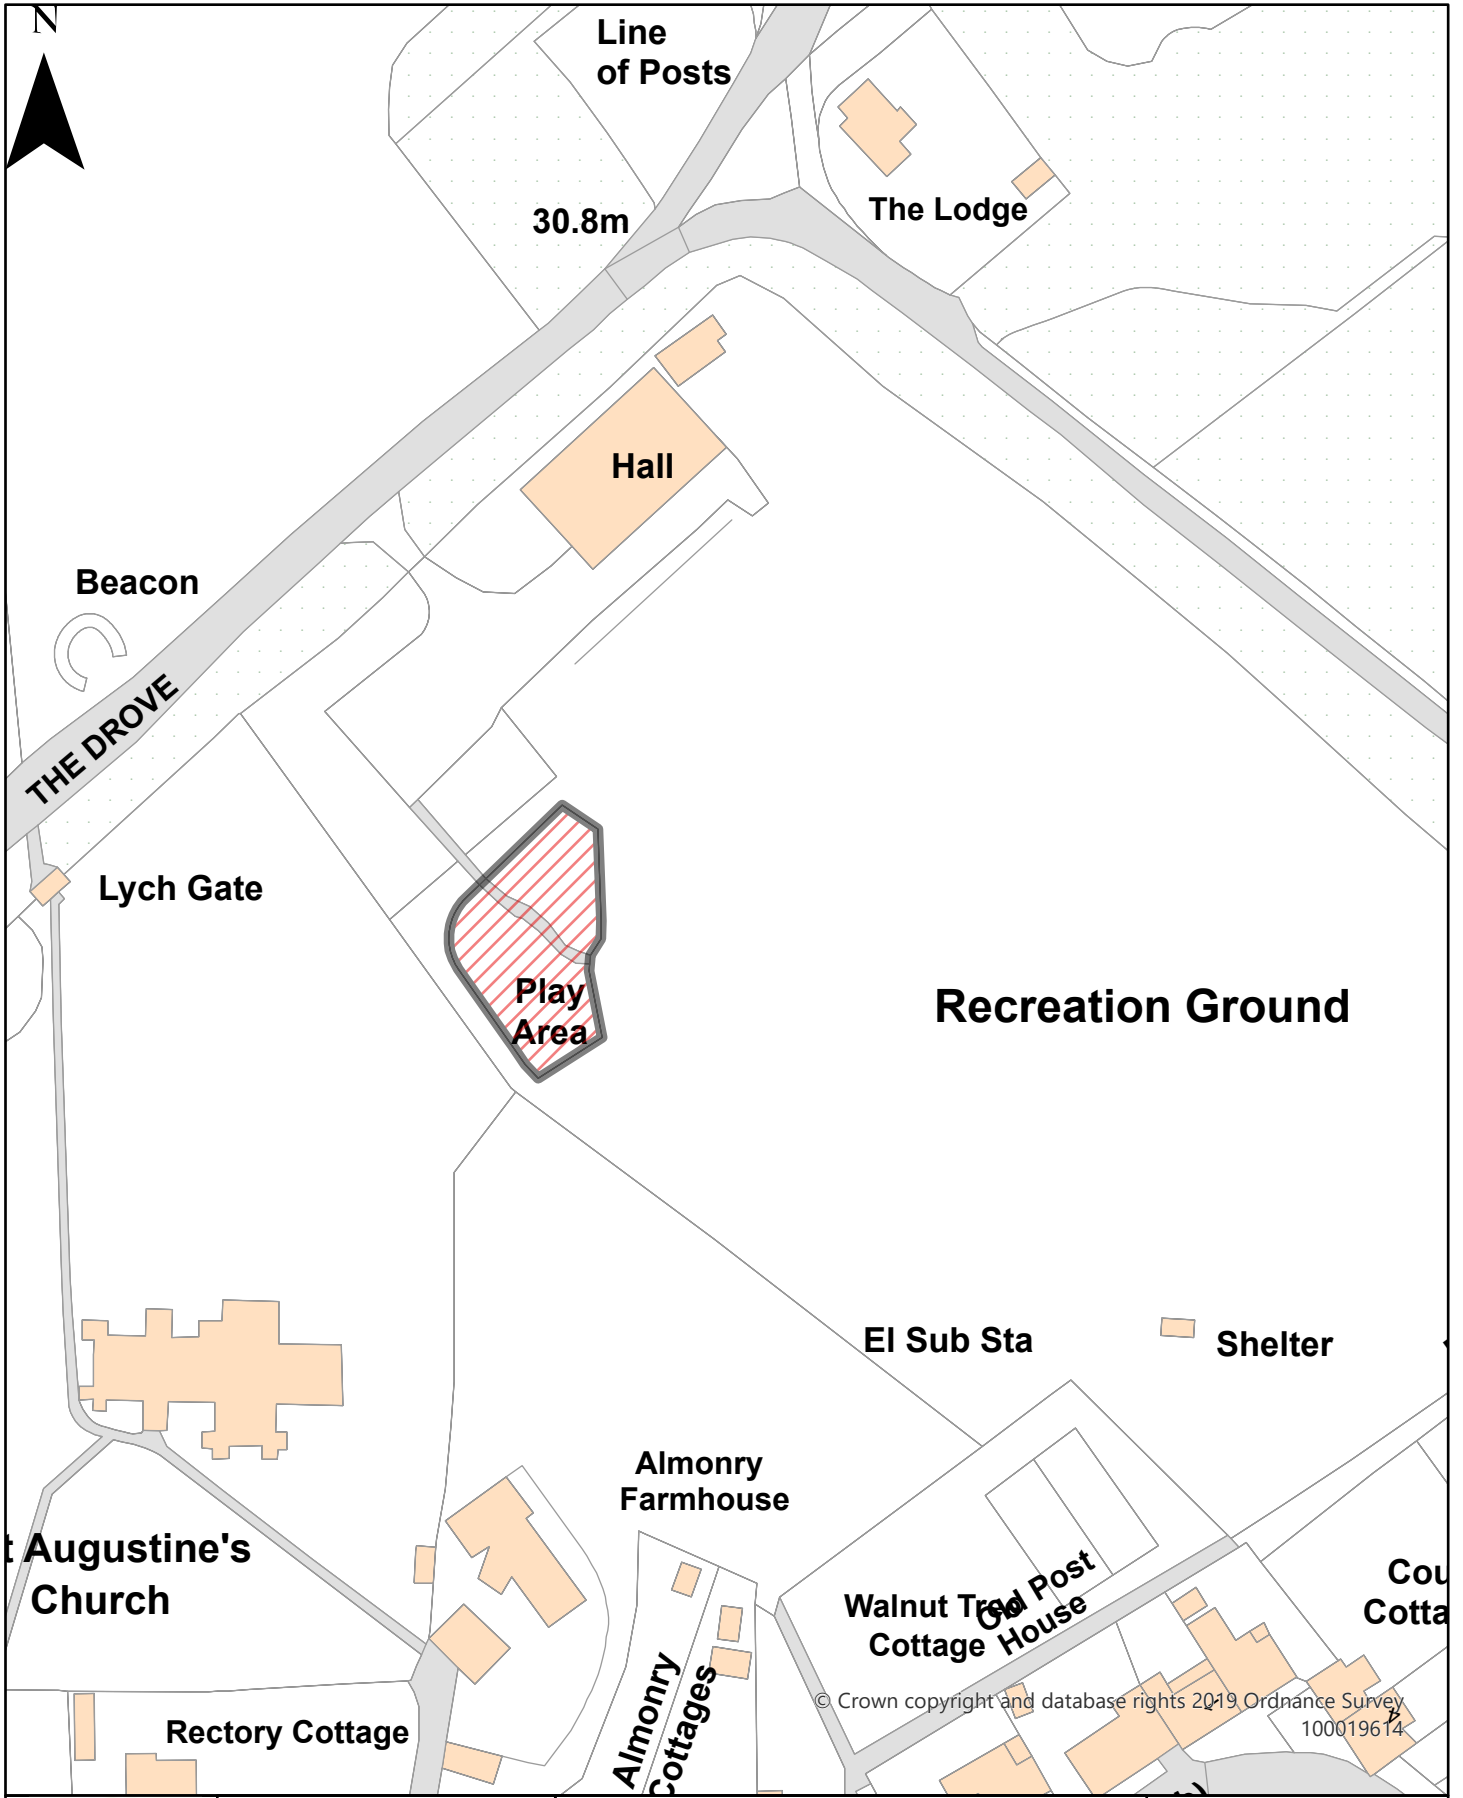 N
Line
of Posts
30.8m
The Lodge
Hall
Beacon
THE DROVE
Lych Gate
Play
Area
Recreation Ground
El Sub Sta
Shelter
Almonry
Farmhouse
t Augustine's
Church
Walnut Tree
Cottage
Old Post
House
Cou
Cotta
Almonry
Cottages
Rectory Cottage
© Crown copyright and database rights 2019 Ordnance Survey
100019614